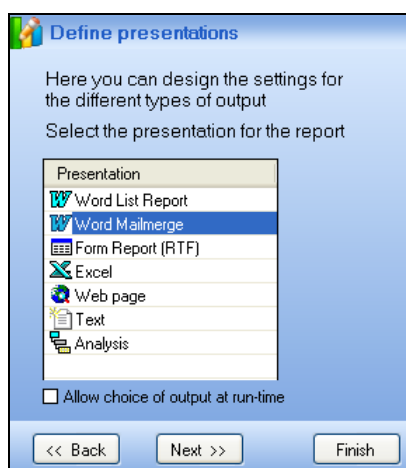 Define presentations
Here you can design the settings for
the different types of output
Select the presentation for the report
Presentation
Word List Report
Word Mailmerge
Form Report (RTF)
Excel
Web page
Text
Analysis
Allow choice of output at run-time
<< Back Next >> Finish